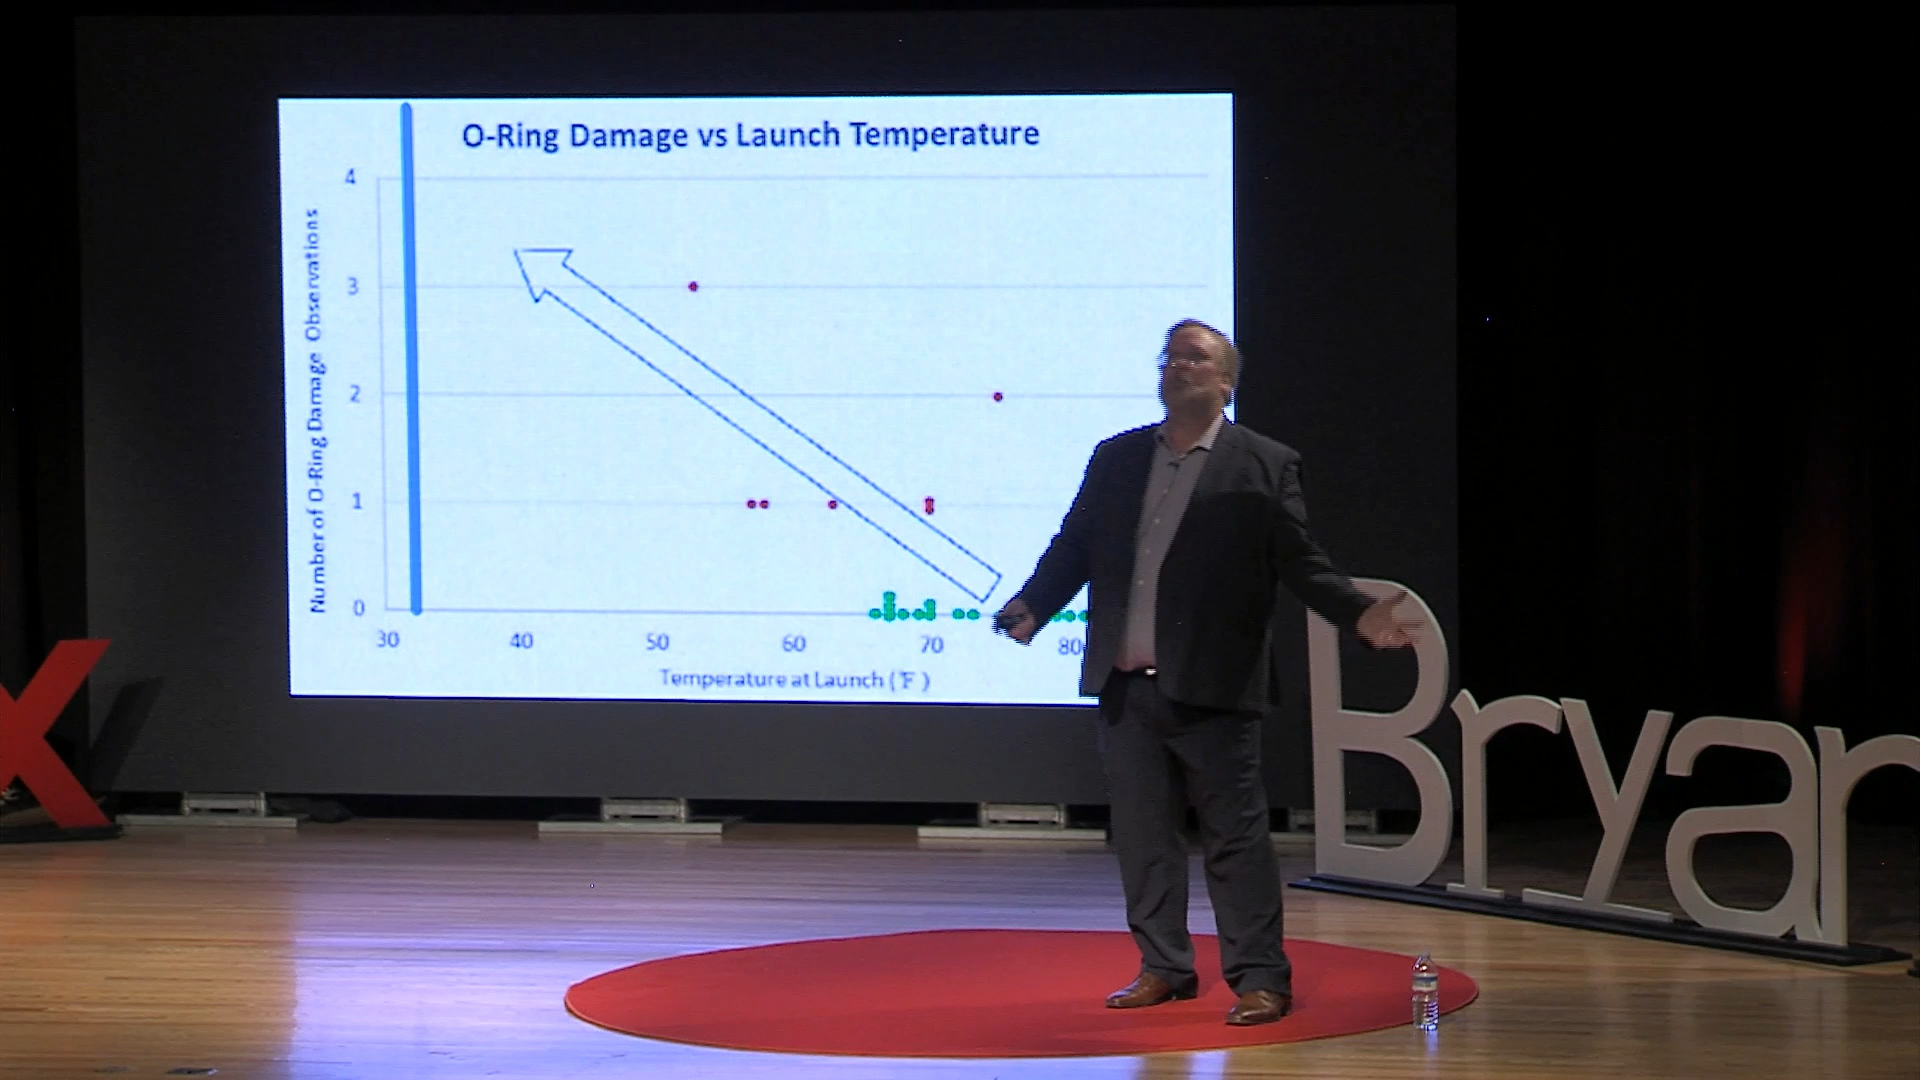 O-Ring Damage vs Launch Temperature
Number of O-Ring Damage Observations
4
3
2
1
0
30 40 50 60 70 80
Temperature at Launch (°F )
x
Bryan